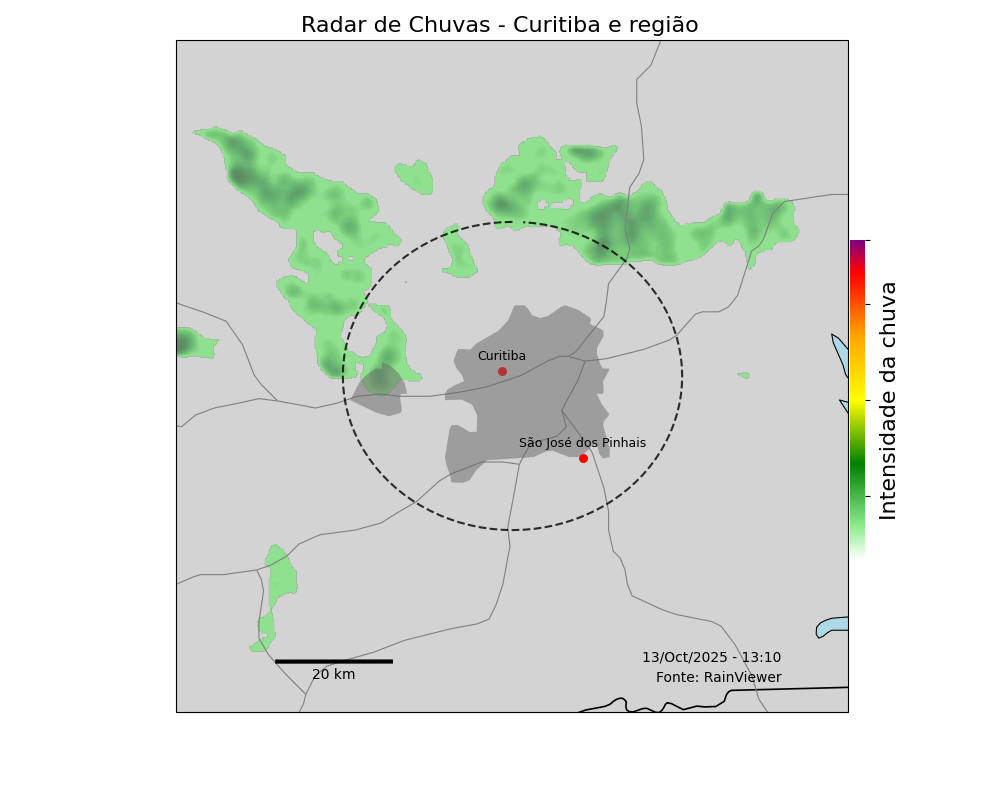 Radar de Chuvas - Curitiba e região
Curitiba
São José dos Pinhais
Intensidade da chuva
13/Oct/2025 - 13:10
Fonte: RainViewer
20 km